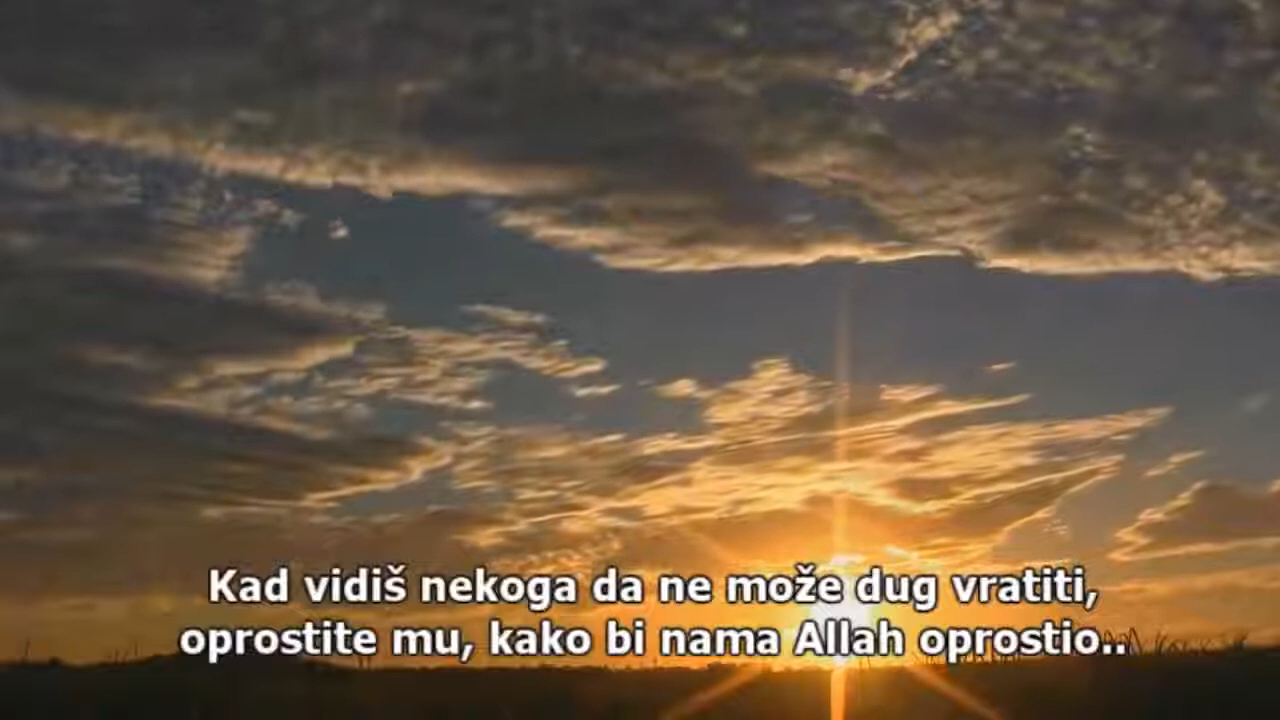 Kad vidiš nekoga da ne može dug vratiti,
oprostite mu, kako bi nama Allah oprostio..